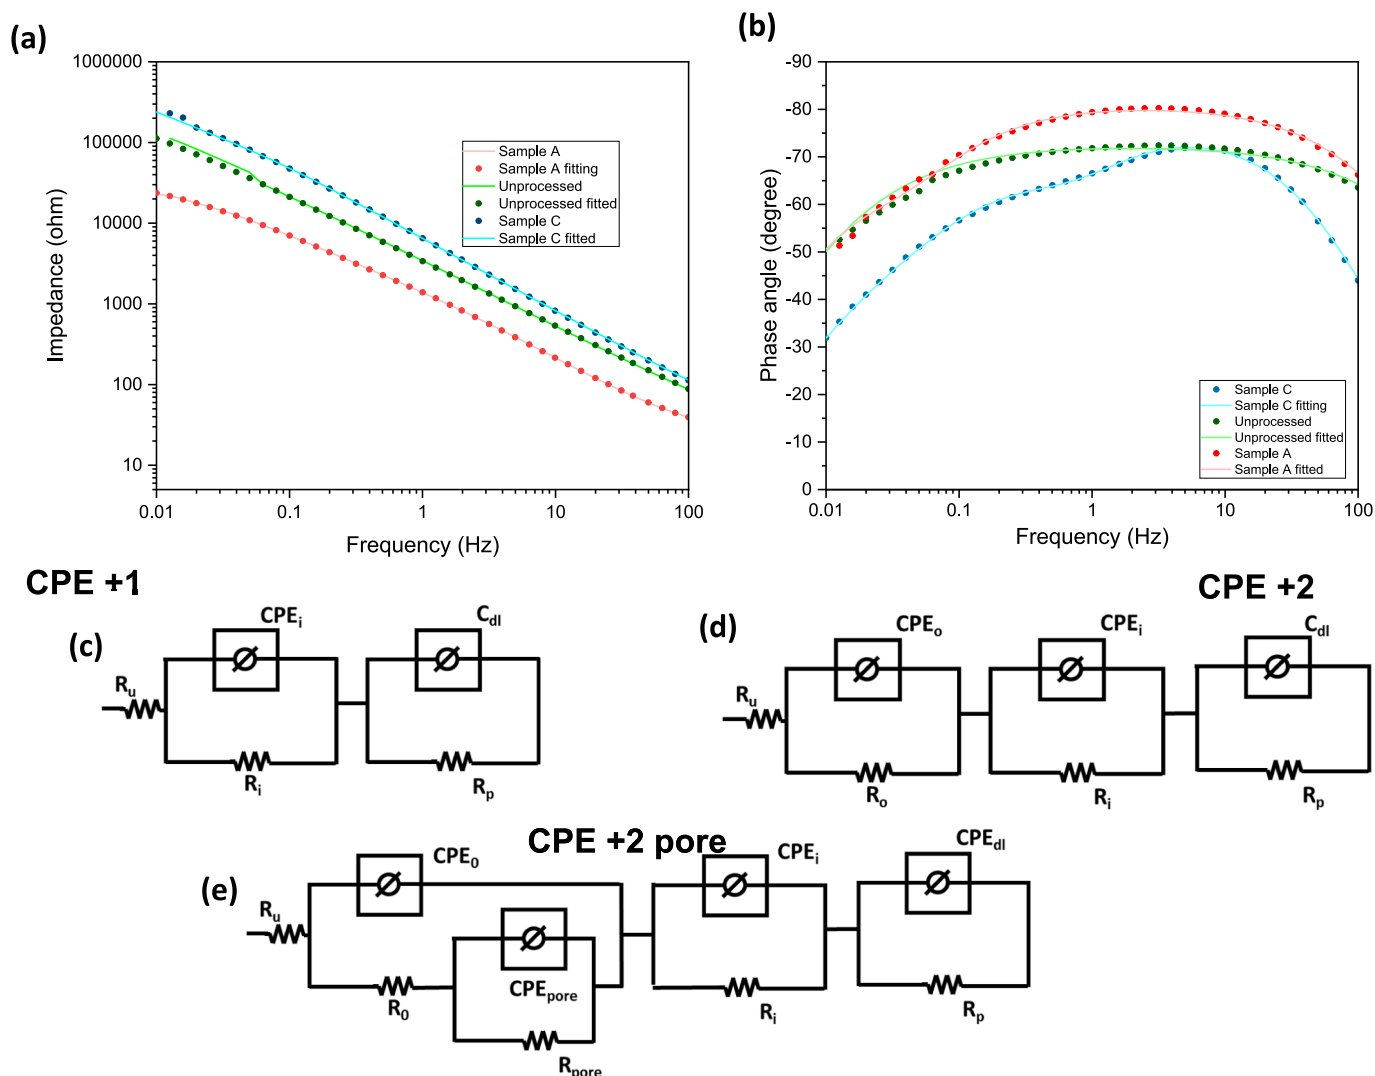 (a)
1000000
100000
10000
1000
100
10
Impedance (ohm)
0.01
0.1
1
10
100
Frequency (Hz)
Sample A
Sample A fitting
Unprocessed
Unprocessed fitted
Sample C
Sample C fitted
(b)
-90
-80
-70
-60
-50
-40
-30
-20
-10
0
Phase angle (degree)
0.01
0.1
1
10
100
Frequency (Hz)
Sample C
Sample C fitting
Unprocessed
Unprocessed fitted
Sample A
Sample A fitted
CPE +1
(c)
CPEi
Cdl
Ru
Ri
Rp
CPE +2
(d)
CPEo
CPEi
Cdl
Ru
Ro
Ri
Rp
CPE +2 pore
(e)
CPE0
CPEi
CPEdl
Ru
R0
CPEpore
Rpore
Ri
Rp